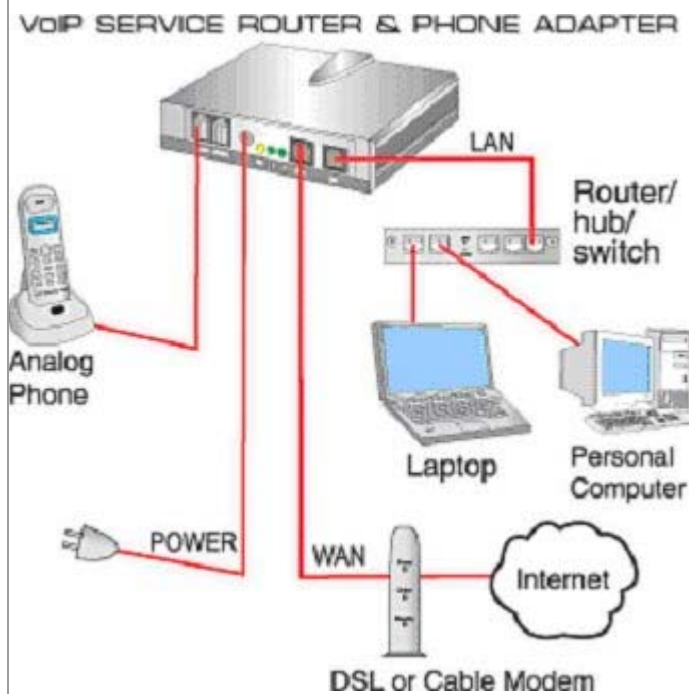 VoIP SERVICE ROUTER & PHONE ADAPTER
LAN
Router/
hub/
switch
Analog
Phone
Laptop
Personal
Computer
POWER
WAN
Internet
DSL or Cable Modem